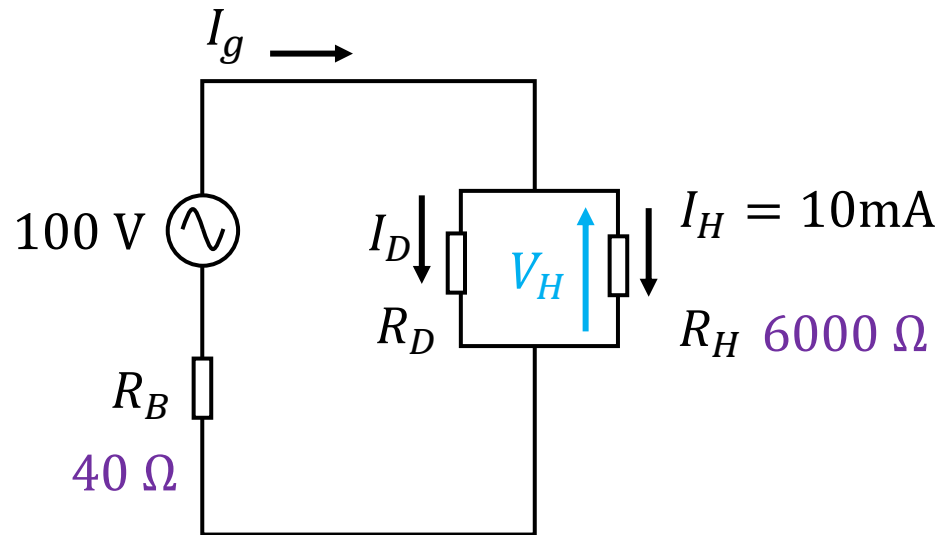 I_g
100 V
I_D
V_H
I_H = 10mA
R_D
R_H 6000 Ω
R_B
40 Ω